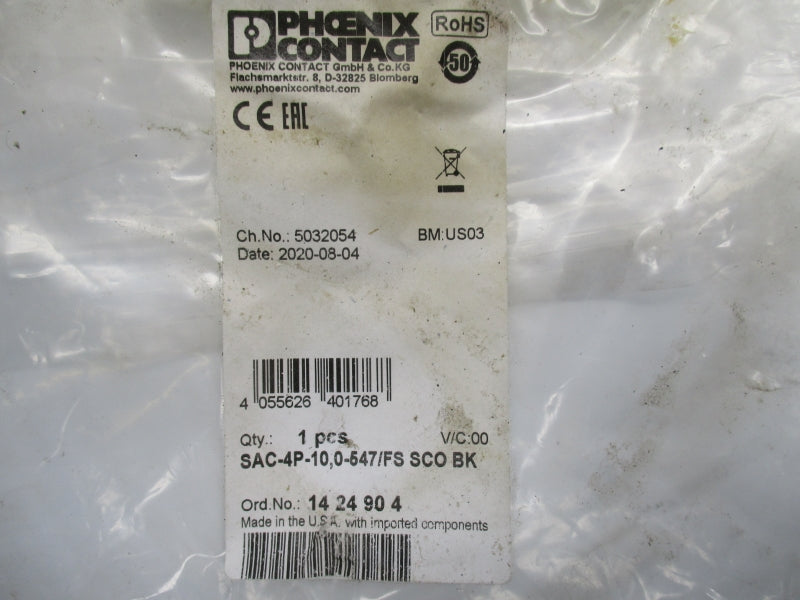 PHŒNIX
CONTACT
RoHS
50
PHOENIX CONTACT GmbH & Co.KG
Flachsmarktstr. 8, D-32825 Blomberg
www.phoenixcontact.com
CE EAC
Ch.No.: 5032054 BM:US03
Date: 2020-08-04
4 055626 401768
Qty.: 1 pcs V/C:00
SAC-4P-10,0-547/FS SCO BK
Ord.No.: 14 24 90 4
Made in the U.S.A. with imported components